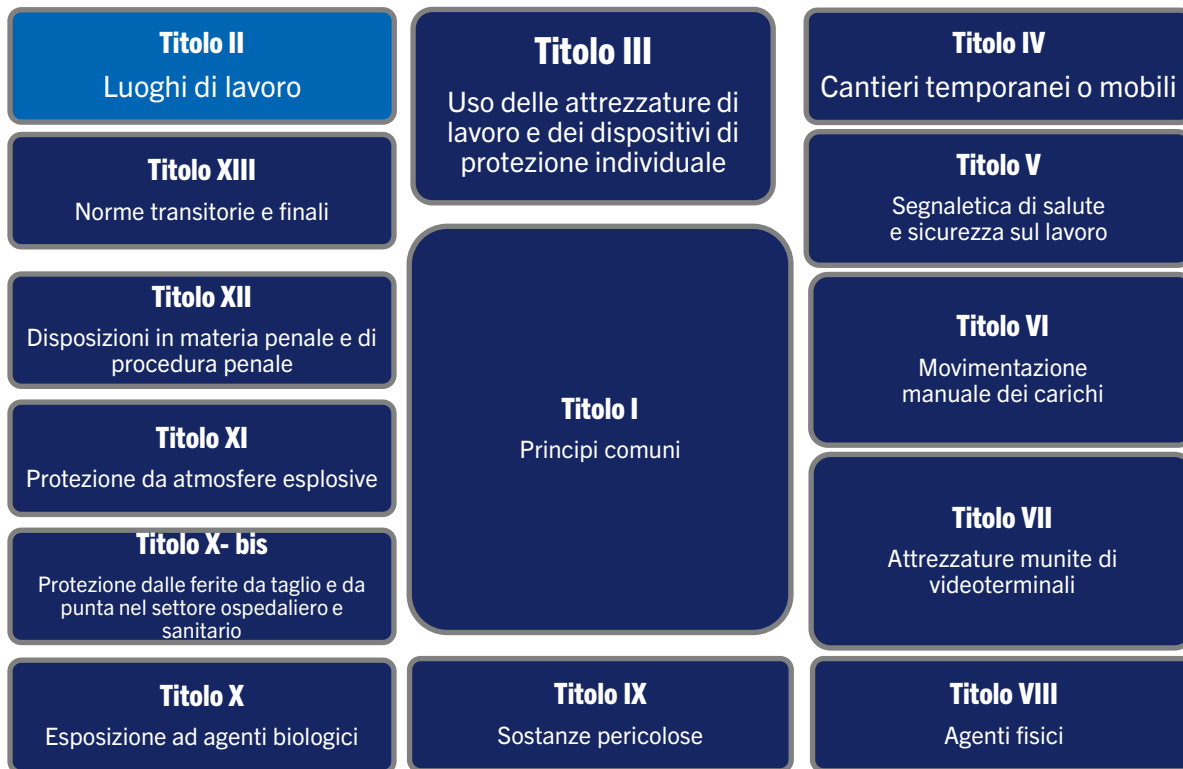 Titolo II
Luoghi di lavoro
Titolo III
Uso delle attrezzature di
lavoro e dei dispositivi di
protezione individuale
Titolo IV
Cantieri temporanei o mobili
Titolo XIII
Norme transitorie e finali
Titolo V
Segnaletica di salute
e sicurezza sul lavoro
Titolo XII
Disposizioni in materia penale e di
procedura penale
Titolo I
Principi comuni
Titolo VI
Movimentazione
manuale dei carichi
Titolo XI
Protezione da atmosfere esplosive
Titolo VII
Attrezzature munite di
videoterminali
Titolo X- bis
Protezione dalle ferite da taglio e da
punta nel settore ospedaliero e
sanitario
Titolo X
Esposizione ad agenti biologici
Titolo IX
Sostanze pericolose
Titolo VIII
Agenti fisici